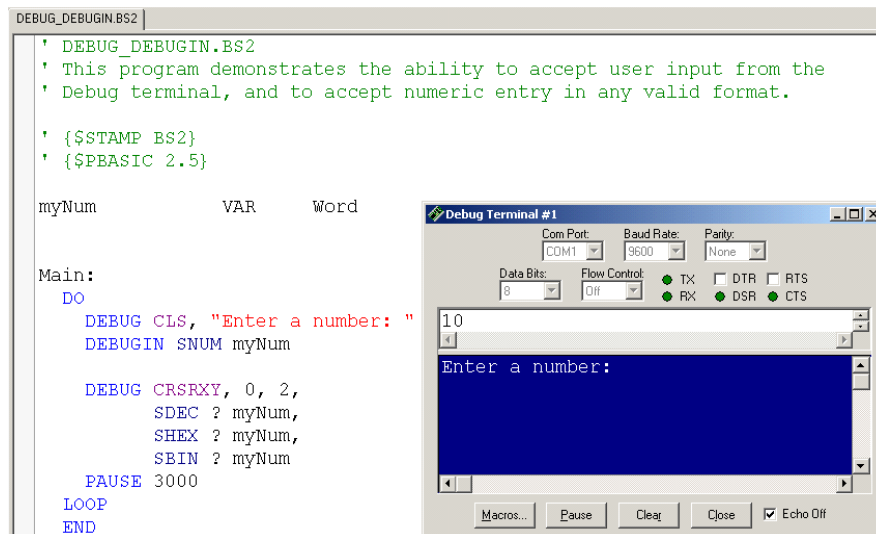 DEBUG_DEBUGIN.BS2
' DEBUG_DEBUGIN.BS2
' This program demonstrates the ability to accept user input from the
' Debug terminal, and to accept numeric entry in any valid format.
' {$STAMP BS2}
' {$PBASIC 2.5}
myNum VAR Word
Main:
DO
DEBUG CLS, "Enter a number: "
DEBUGIN SNUM myNum
DEBUG CRSRXY, 0, 2,
SDEC ? myNum,
SHEX ? myNum,
SBIN ? myNum
PAUSE 3000
LOOP
END
Debug Terminal #1
Com Port: Baud Rate: Parity:
COM1 9600 None
Data Bits: Flow Control: TX DTR RTS
8 Off RX DSR CTS
10
Enter a number:
Macros... Pause Clear Close Echo Off